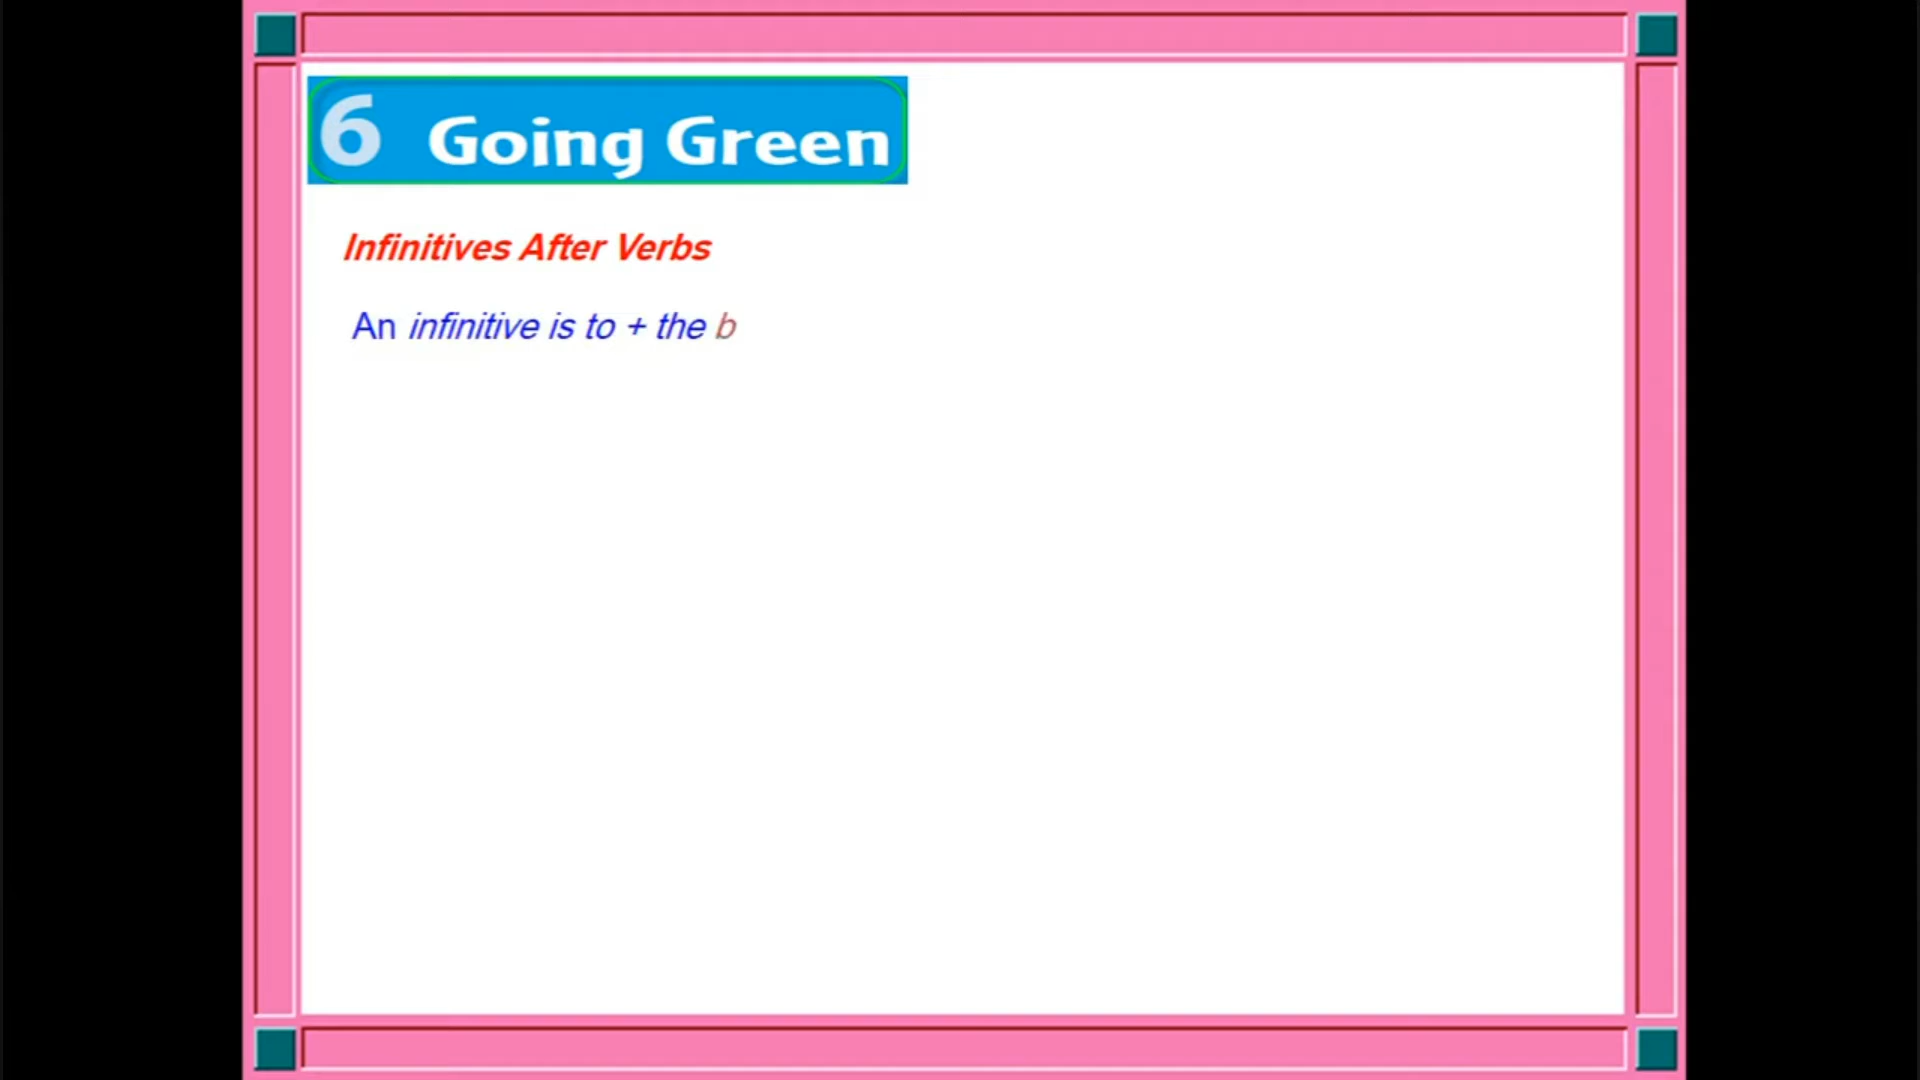 6 Going Green
Infinitives After Verbs
An infinitive is to + the b